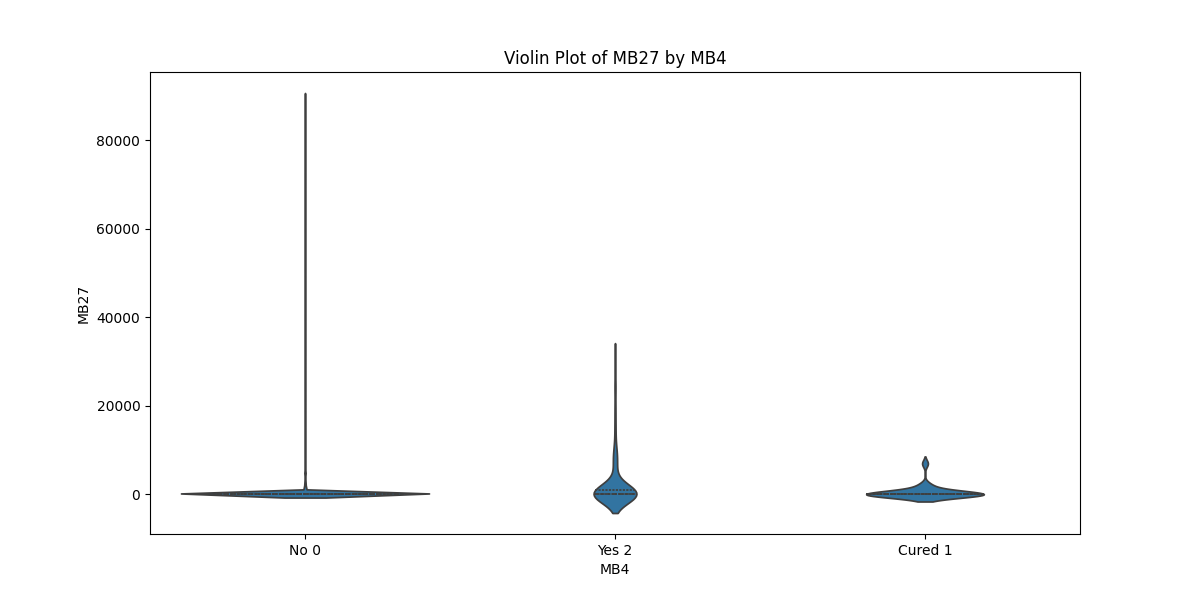 Violin Plot of MB27 by MB4
80000
60000
40000
20000
0
MB27
No 0
Yes 2
Cured 1
MB4